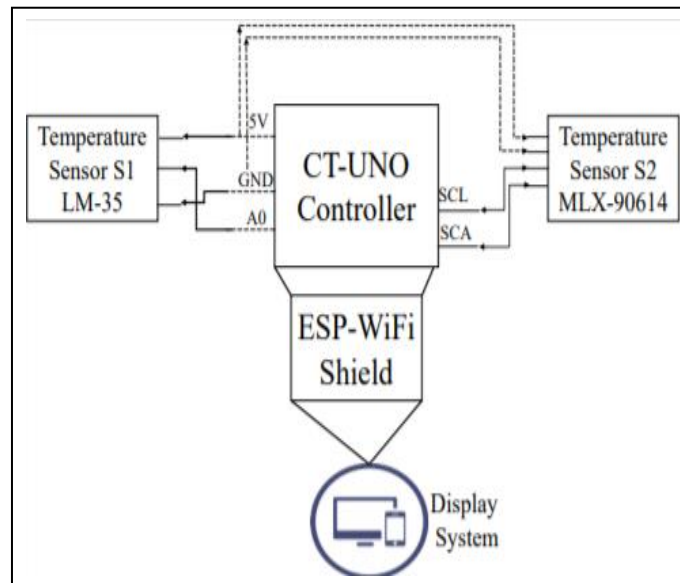 Temperature
Sensor S1
LM-35
5V
GND
A0
CT-UNO
Controller
SCL
SCA
Temperature
Sensor S2
MLX-90614
ESP-WiFi
Shield
Display
System